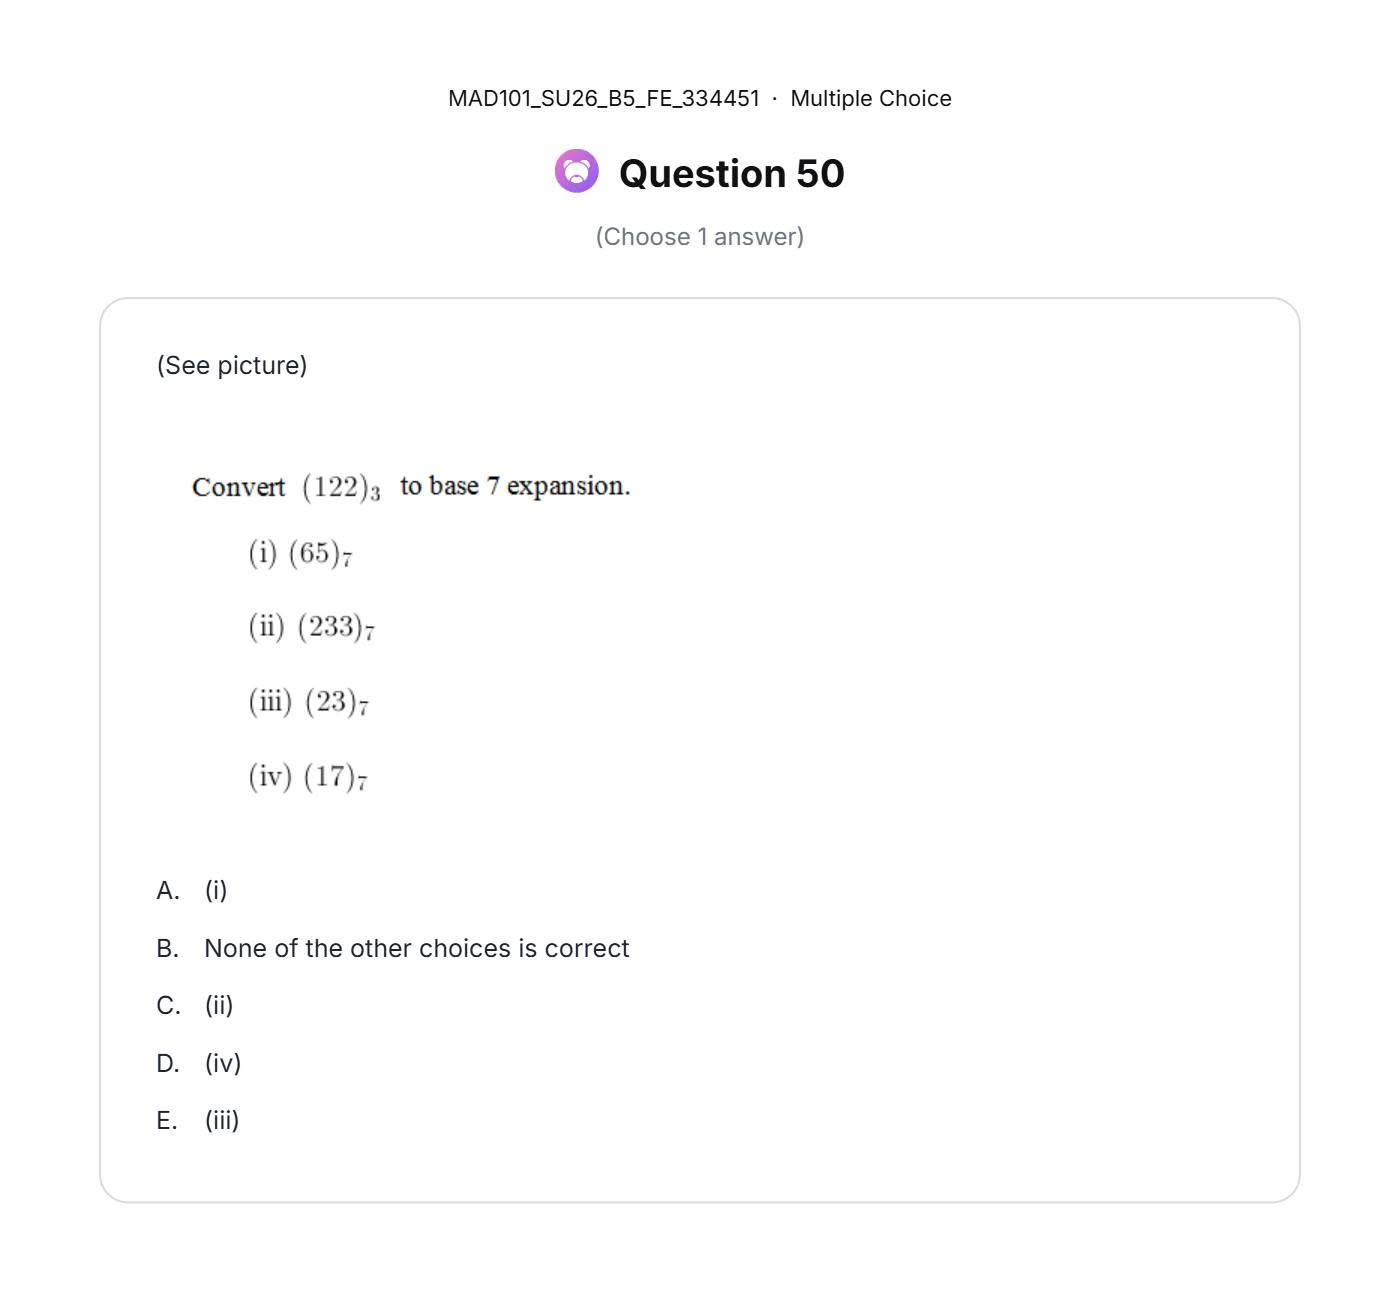 MAD101_SU26_B5_FE_334451 · Multiple Choice
Question 50
(Choose 1 answer)
(See picture)
Convert (122)₃ to base 7 expansion.
(i) (65)₇
(ii) (233)₇
(iii) (23)₇
(iv) (17)₇
A. (i)
B. None of the other choices is correct
C. (ii)
D. (iv)
E. (iii)